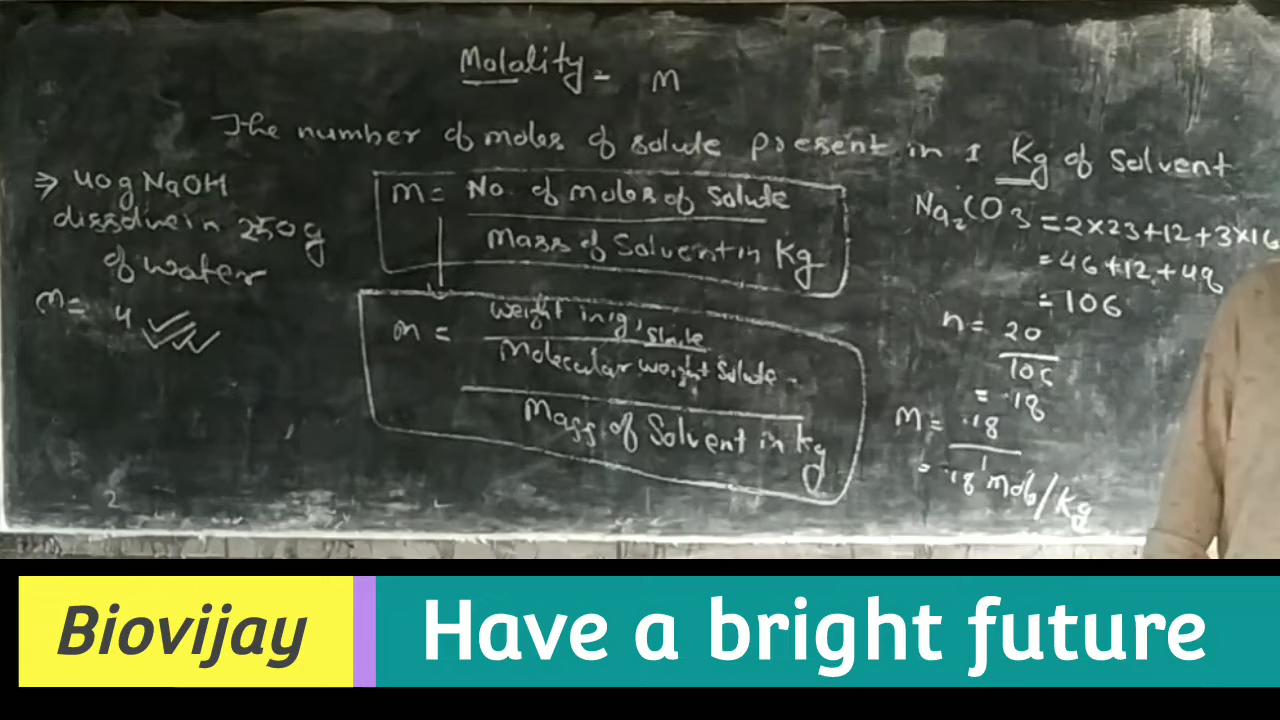 Molality = m
The number of moles of solute present in 1 Kg of Solvent
⇒ 40g NaOH
dissolve in 250g
of water
m = 4
m = No. of moles of Solute
Mass of Solvent in Kg
m = weight in g, Solute
Molecular weight Solute
Mass of Solvent in Kg
Na2CO3 = 2×23+12+3×16
= 46+12+48
= 106
n = 20
106
= .18
M = .18
1
= .18 mol/Kg
2
Biovijay
Have a bright future